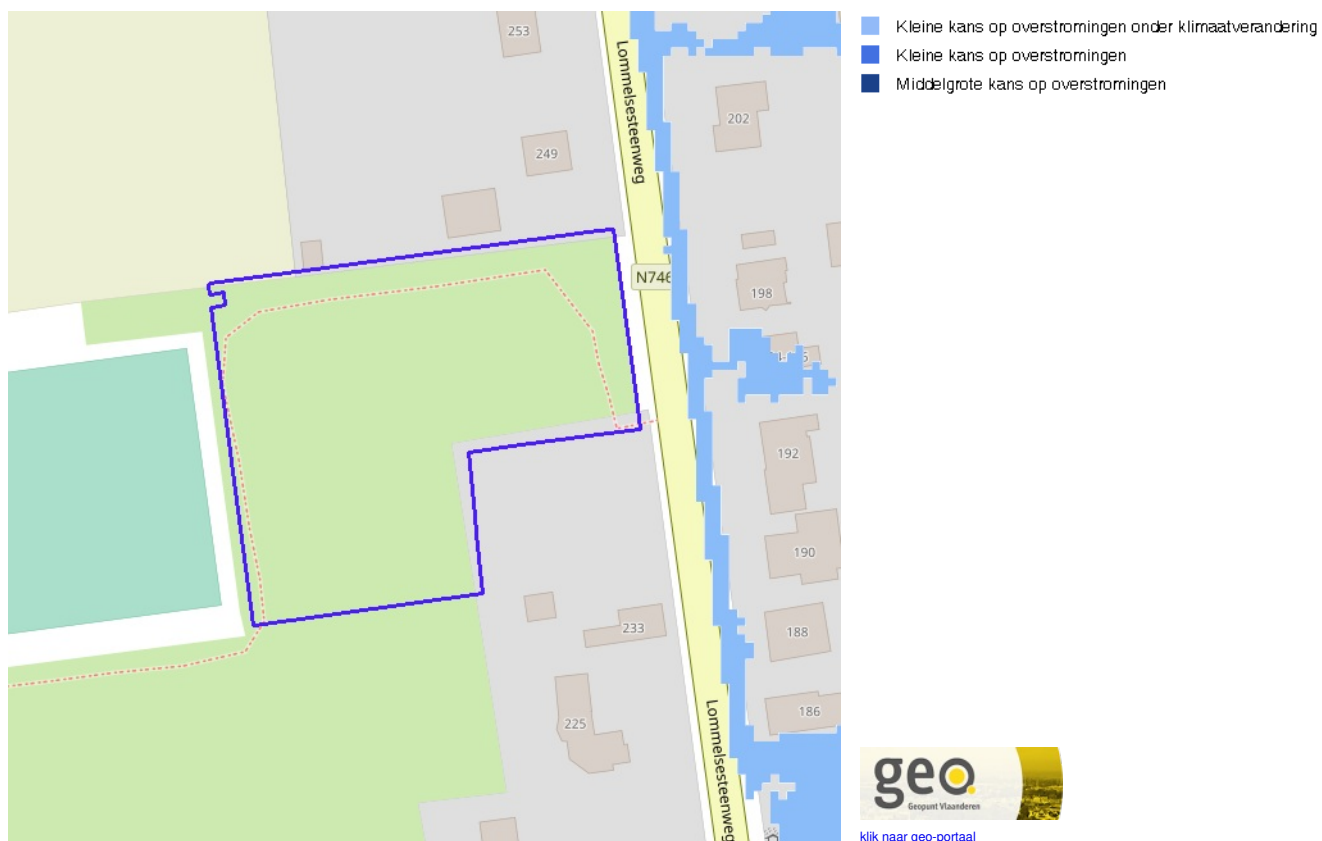 Kleine kans op overstromingen onder klimaatverandering
Kleine kans op overstromingen
Middelgrote kans op overstromingen
253
Lommelsesteenweg
202
249
N746
198
192
190
233
188
186
225
Lommelsesteenweg
geo
Geopunt Vlaanderen
klik naar geo-portaal